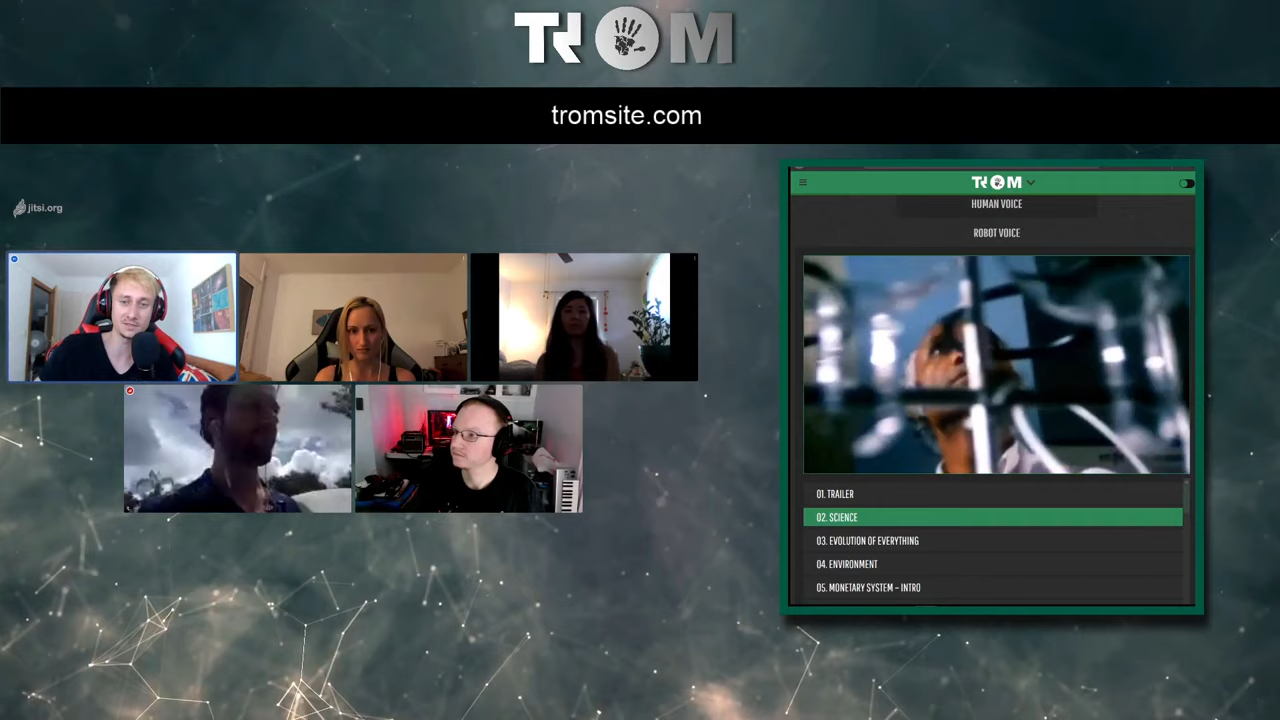 TROM
tromsite.com
jitsi.org
TROM
HUMAN VOICE
ROBOT VOICE
01. TRAILER
02. SCIENCE
03. EVOLUTION OF EVERYTHING
04. ENVIRONMENT
05. MONETARY SYSTEM – INTRO